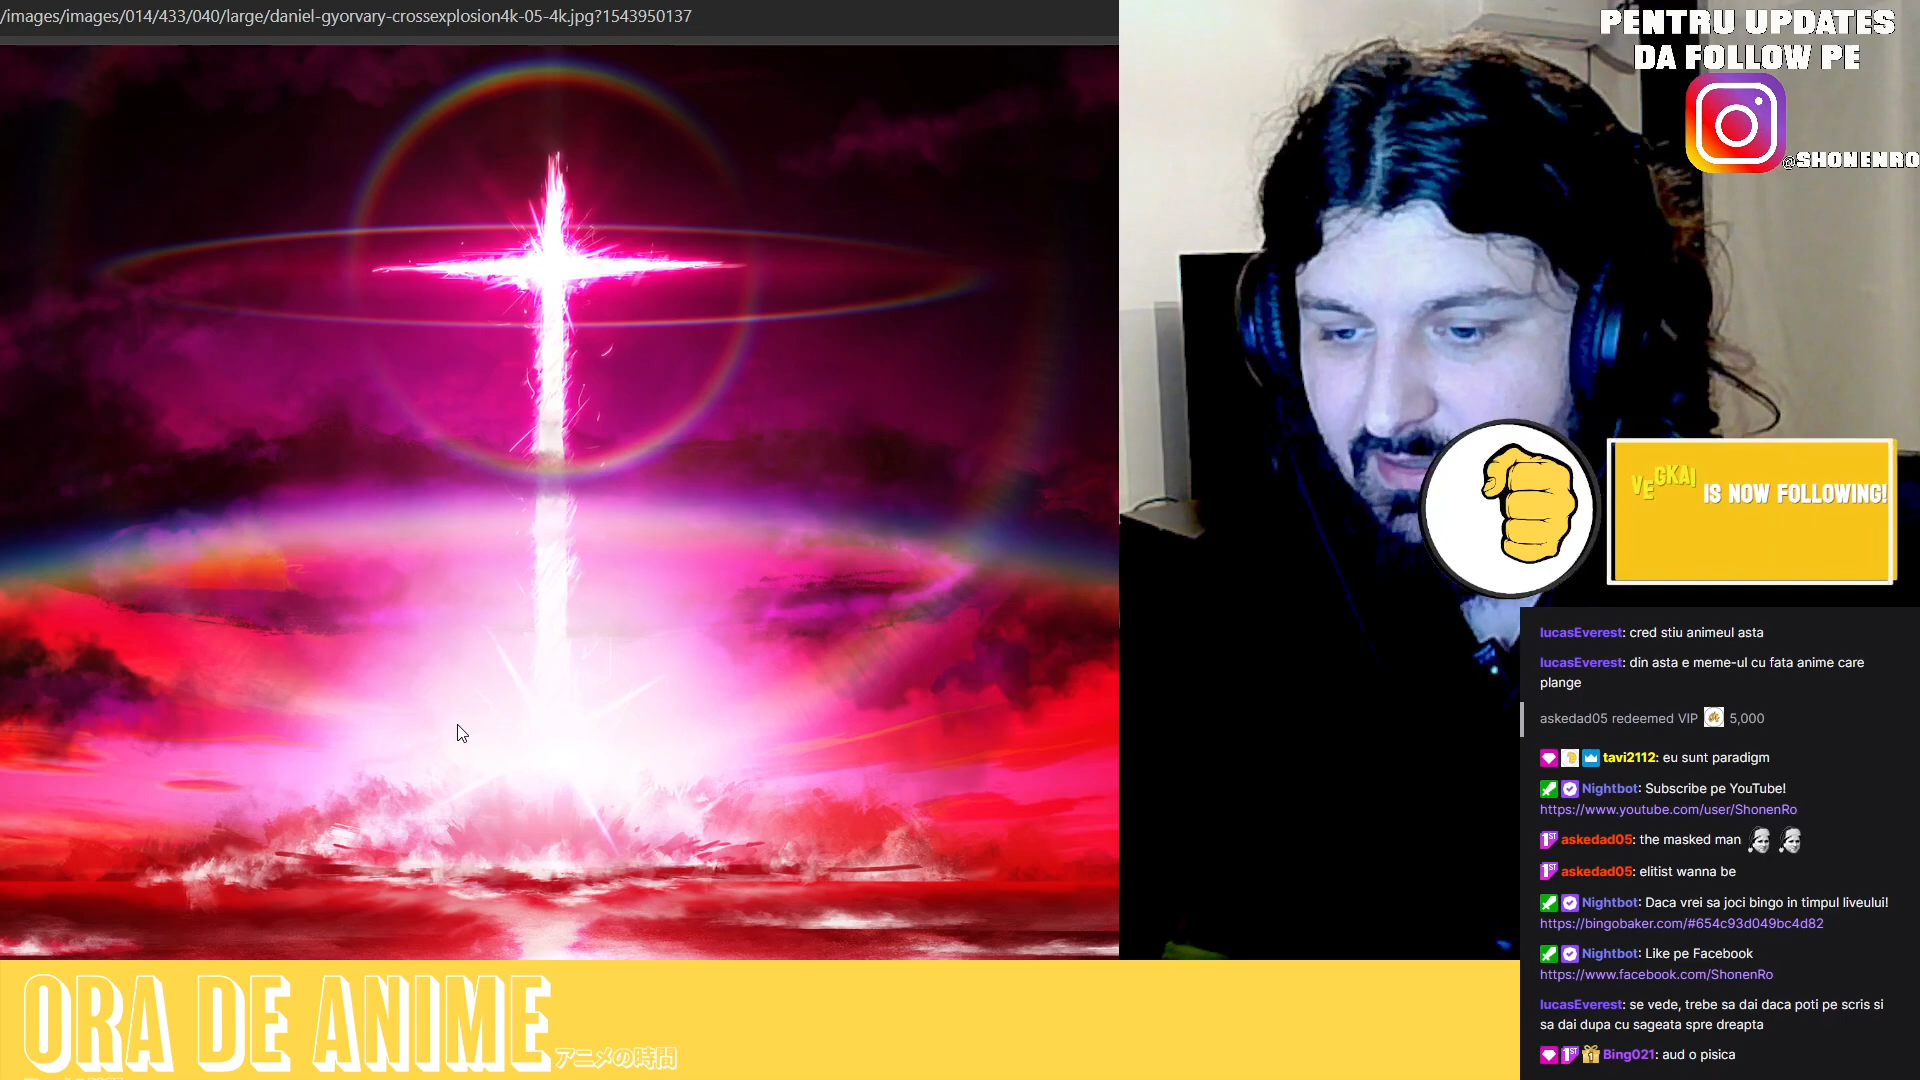 /images/images/014/433/040/large/daniel-gyorvary-crossexplosion4k-05-4k.jpg?1543950137
PENTRU UPDATES
DA FOLLOW PE
@SHONENRO
VEGKAI IS NOW FOLLOWING!
lucasEverest: cred stiu animeul asta
lucasEverest: din asta e meme-ul cu fata anime care
plange
askedad05 redeemed VIP 5,000
tavi2112: eu sunt paradigm
Nightbot: Subscribe pe YouTube!
https://www.youtube.com/user/ShonenRo
1ST askedad05: the masked man
1ST askedad05: elitist wanna be
Nightbot: Daca vrei sa joci bingo in timpul liveului!
https://bingobaker.com/#654c93d049bc4d82
Nightbot: Like pe Facebook
https://www.facebook.com/ShonenRo
lucasEverest: se vede, trebe sa dai daca poti pe scris si
sa dai dupa cu sageata spre dreapta
1ST 1 Bing021: aud o pisica
ORA DE ANIME
アニメの時間